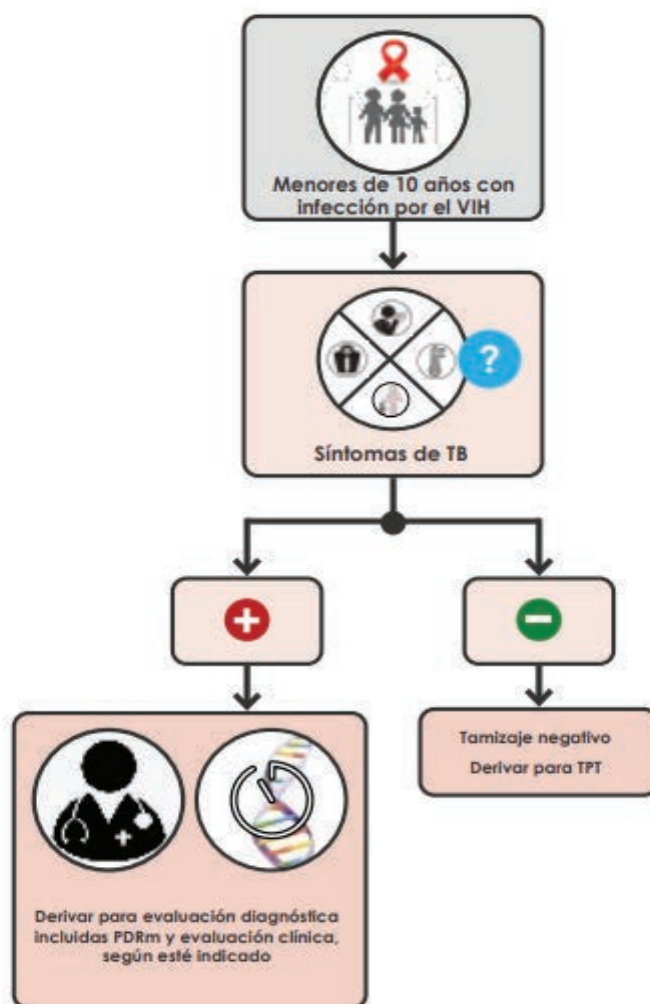 Menores de 10 años con
infección por el VIH
?
Síntomas de TB
Tamizaje negativo
Derivar para TPT
Derivar para evaluación diagnóstica
incluidas PDRm y evaluación clínica,
según esté indicado